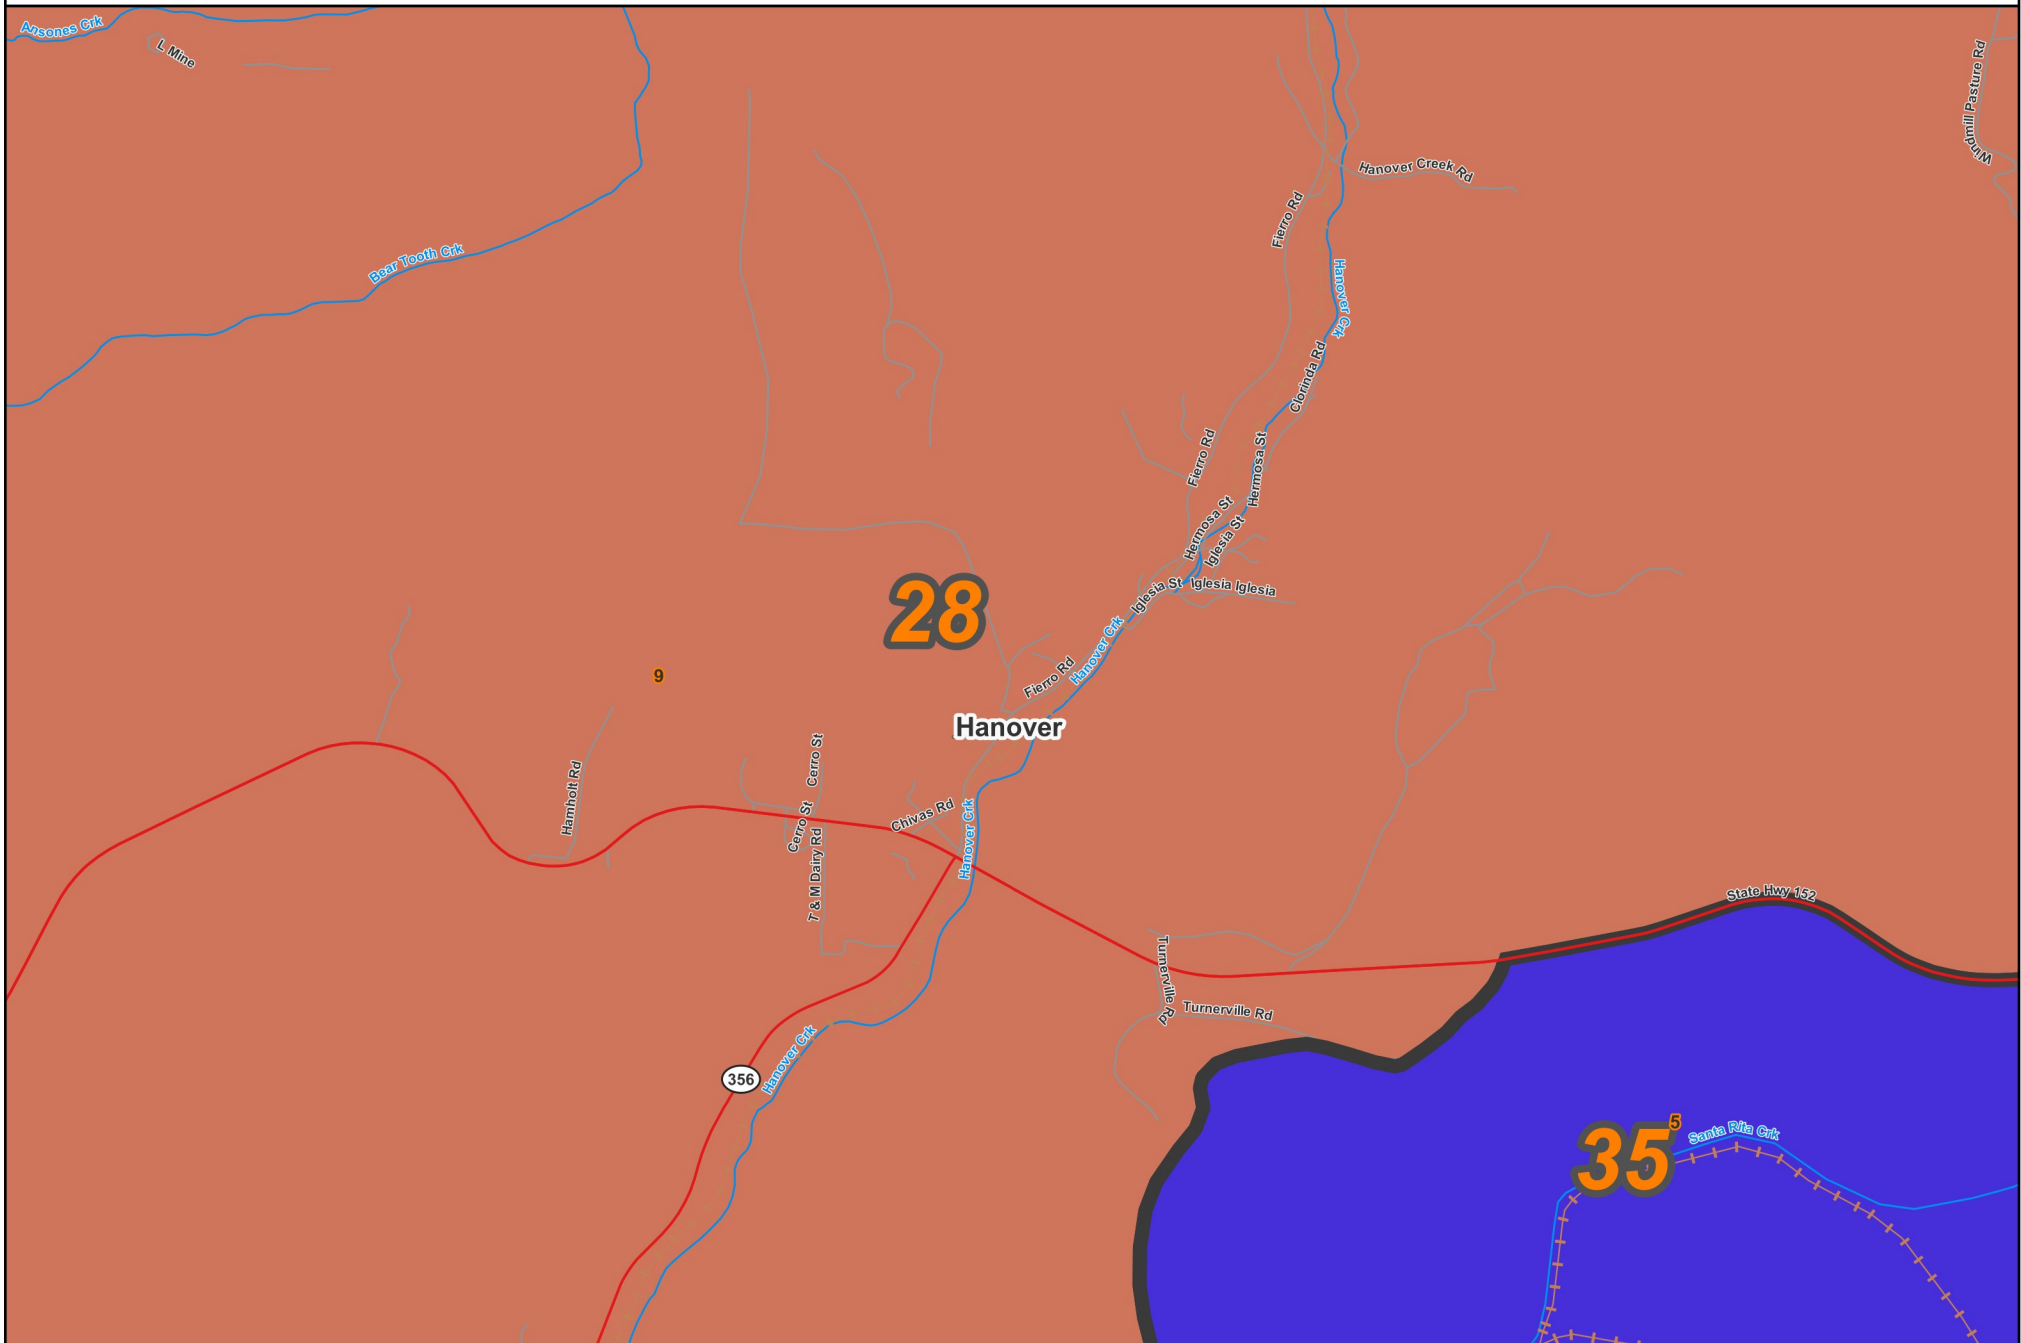 Ansones Crk
L Mine
Windmill Pasture Rd
Hanover Creek Rd
Fierro Rd
Bear Tooth Crk
Hanover Crk
Clorinda Rd
Fierro Rd
Hermosa St
Hermosa St
Iglesia St
Iglesia St
Iglesia Iglesia
28
Hanover Crk
Fierro Rd
9
Hanover
Cerro St
Hamholt Rd
Cerro St
Chivas Rd
Hanover Crk
T & M Dairy Rd
State Hwy 152
Turnerville Rd
Turnerville Rd
Hanover Crk
356
35
5
Santa Rita Crk